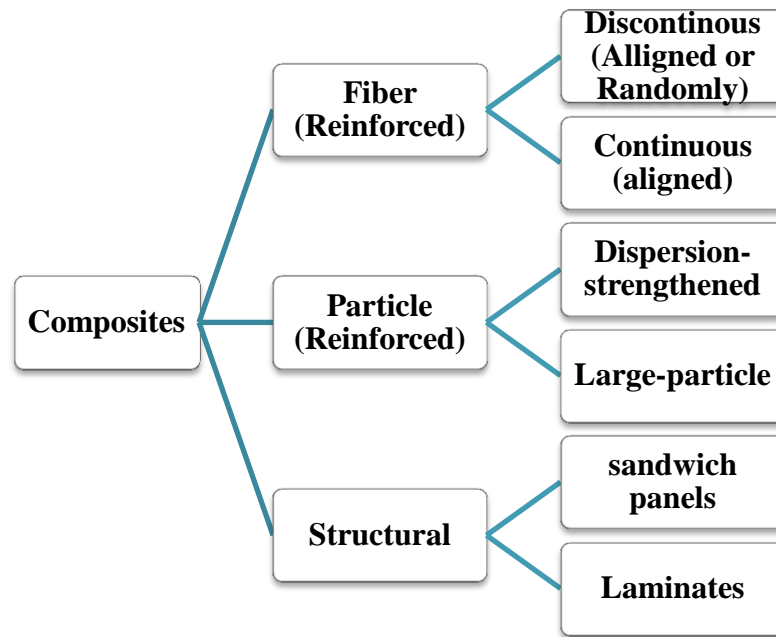 Composites
Fiber
(Reinforced)
Discontinous
(Alligned or
Randomly)
Continuous
(aligned)
Particle
(Reinforced)
Dispersion-
strengthened
Large-particle
Structural
sandwich
panels
Laminates